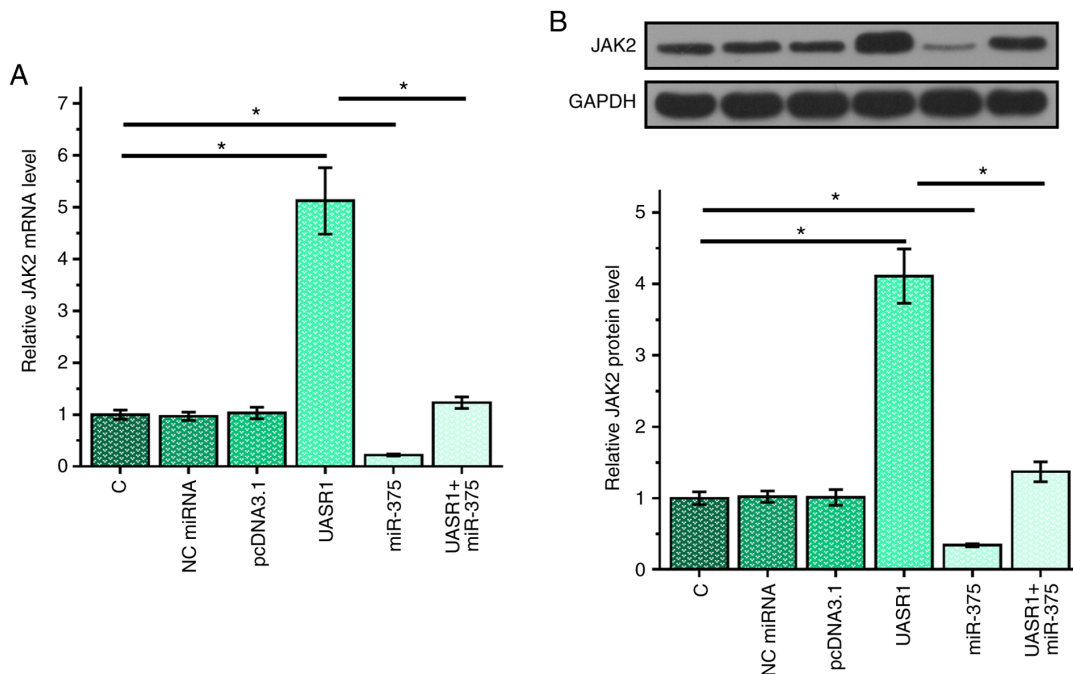 A
Relative JAK2 mRNA level
7
6
5
4
3
2
1
0
*
*
*
C
NC miRNA
pcDNA3.1
UASR1
miR-375
UASR1+
miR-375
B
JAK2
GAPDH
Relative JAK2 protein level
5
4
3
2
1
0
*
*
*
C
NC miRNA
pcDNA3.1
UASR1
miR-375
UASR1+
miR-375